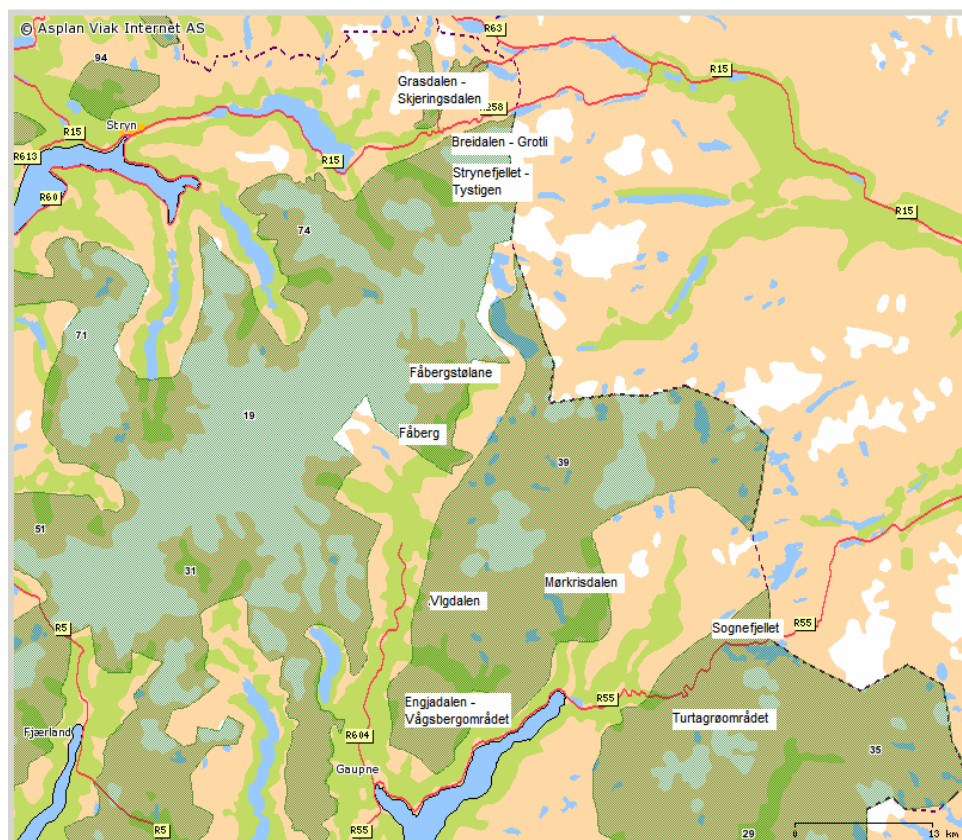 © Asplan Viak Internet AS
R63
94
R15
Grasdalen -
Skjeringsdalen
R258
Stryn
R15
Breidalen - Grotli
R613
R15
Strynefjellet -
Tystigen
R60
R15
74
71
Fåbergstølane
19
Fåberg
39
51
31
Mørkrisdalen
.Vlgdalen
R5
Sognefjellet
R55
Engjadalen -
Vågsbergområdet
R55
Turtagrøområdet
Fjærland
R604
35
Gaupne
R5
R55
29
0 13 km